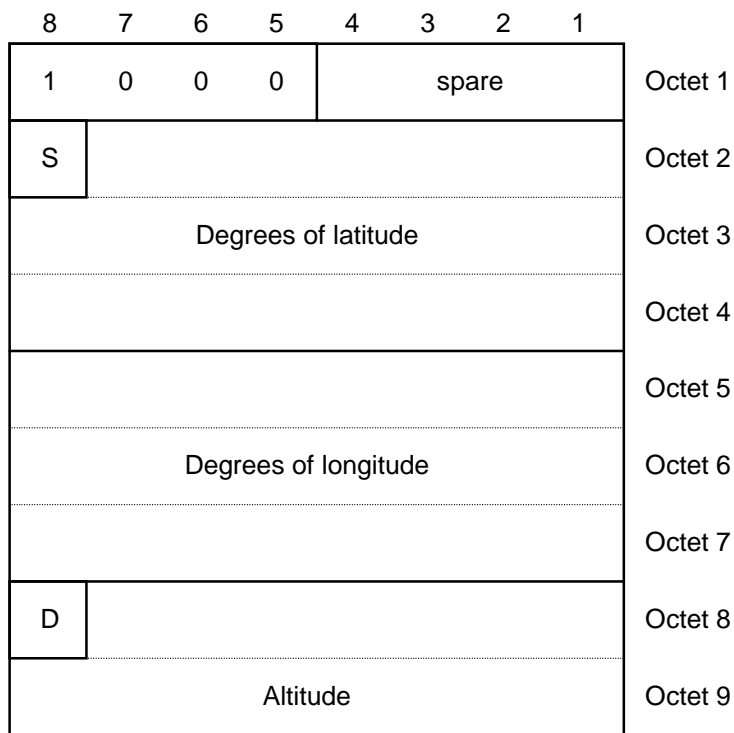 8 7 6 5 4 3 2 1
1 0 0 0 spare Octet 1
S Octet 2
Degrees of latitude Octet 3
Octet 4
Octet 5
Degrees of longitude Octet 6
Octet 7
D Octet 8
Altitude Octet 9